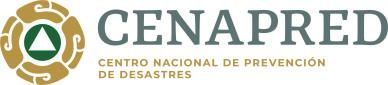 CENAPRED
CENTRO NACIONAL DE PREVENCIÓN
DE DESASTRES